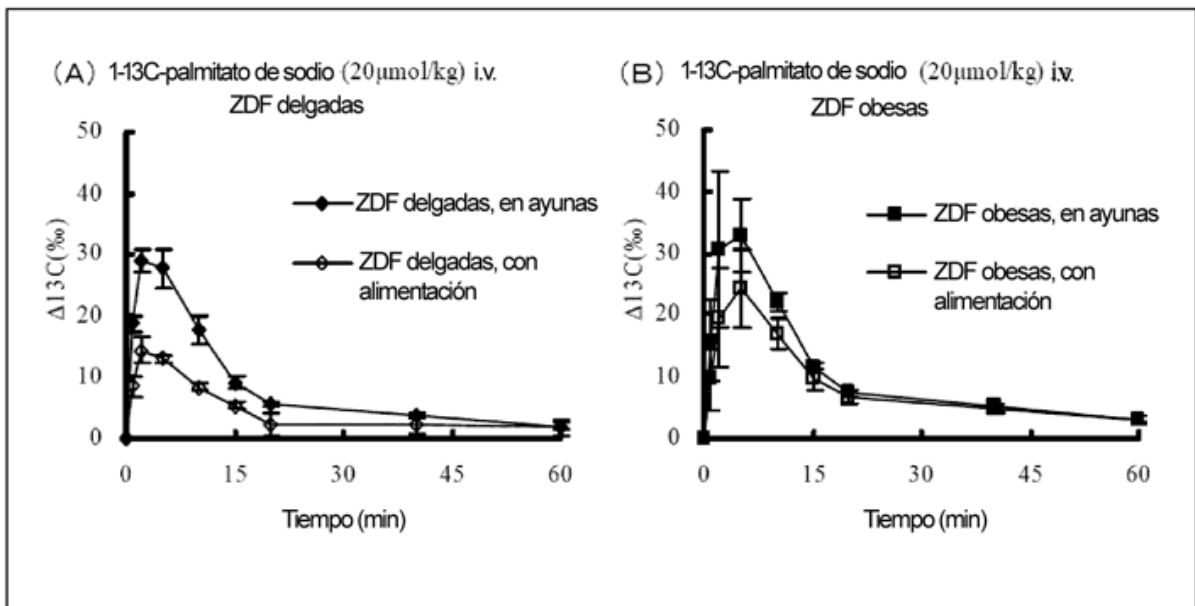 (A) 1-13C-palmitato de sodio (20μmol/kg) i.v.
ZDF delgadas
50
40
30
20
10
0
Δ13C(‰)
ZDF delgadas, en ayunas
ZDF delgadas, con
alimentación
0 15 30 45 60
Tiempo (min)
(B) 1-13C-palmitato de sodio (20μmol/kg) i.v.
ZDF obesas
50
40
30
20
10
0
Δ13C(‰)
ZDF obesas, en ayunas
ZDF obesas, con
alimentación
0 15 30 45 60
Tiempo (min)